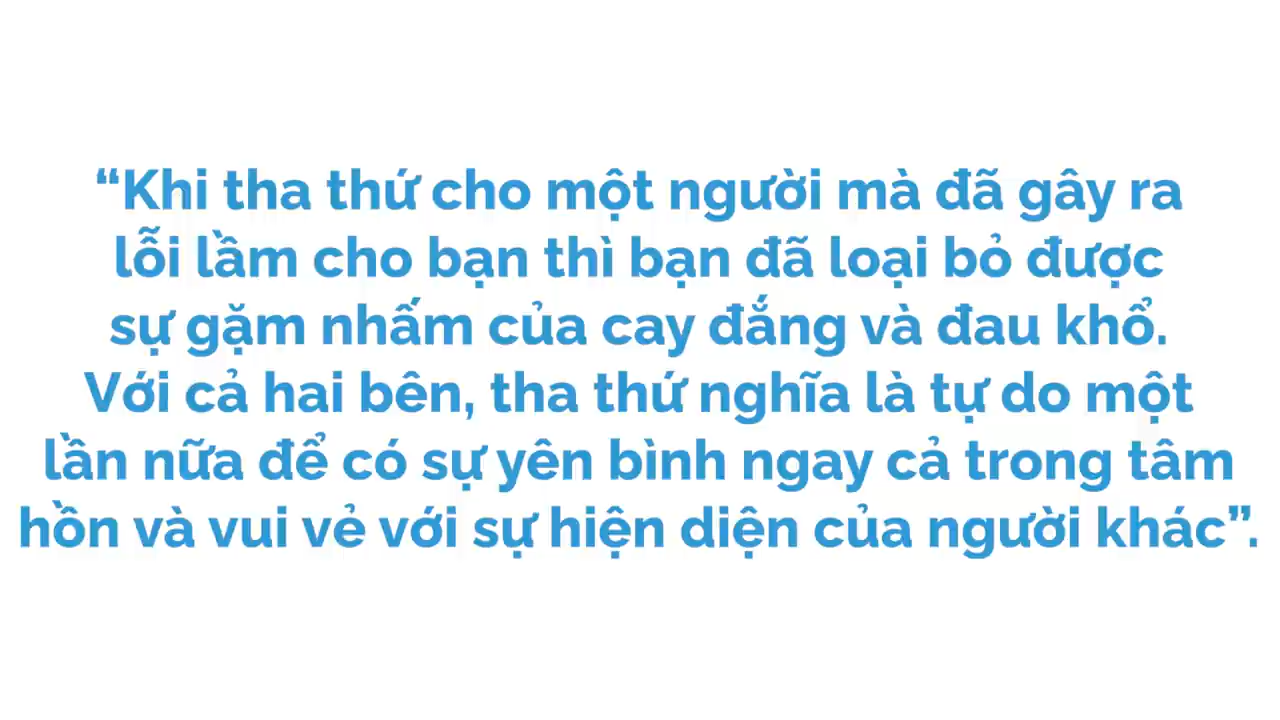 “Khi tha thứ cho một người mà đã gây ra
lỗi lầm cho bạn thì bạn đã loại bỏ được
sự gặm nhấm của cay đắng và đau khổ.
Với cả hai bên, tha thứ nghĩa là tự do một
lần nữa để có sự yên bình ngay cả trong tâm
hồn và vui vẻ với sự hiện diện của người khác”.